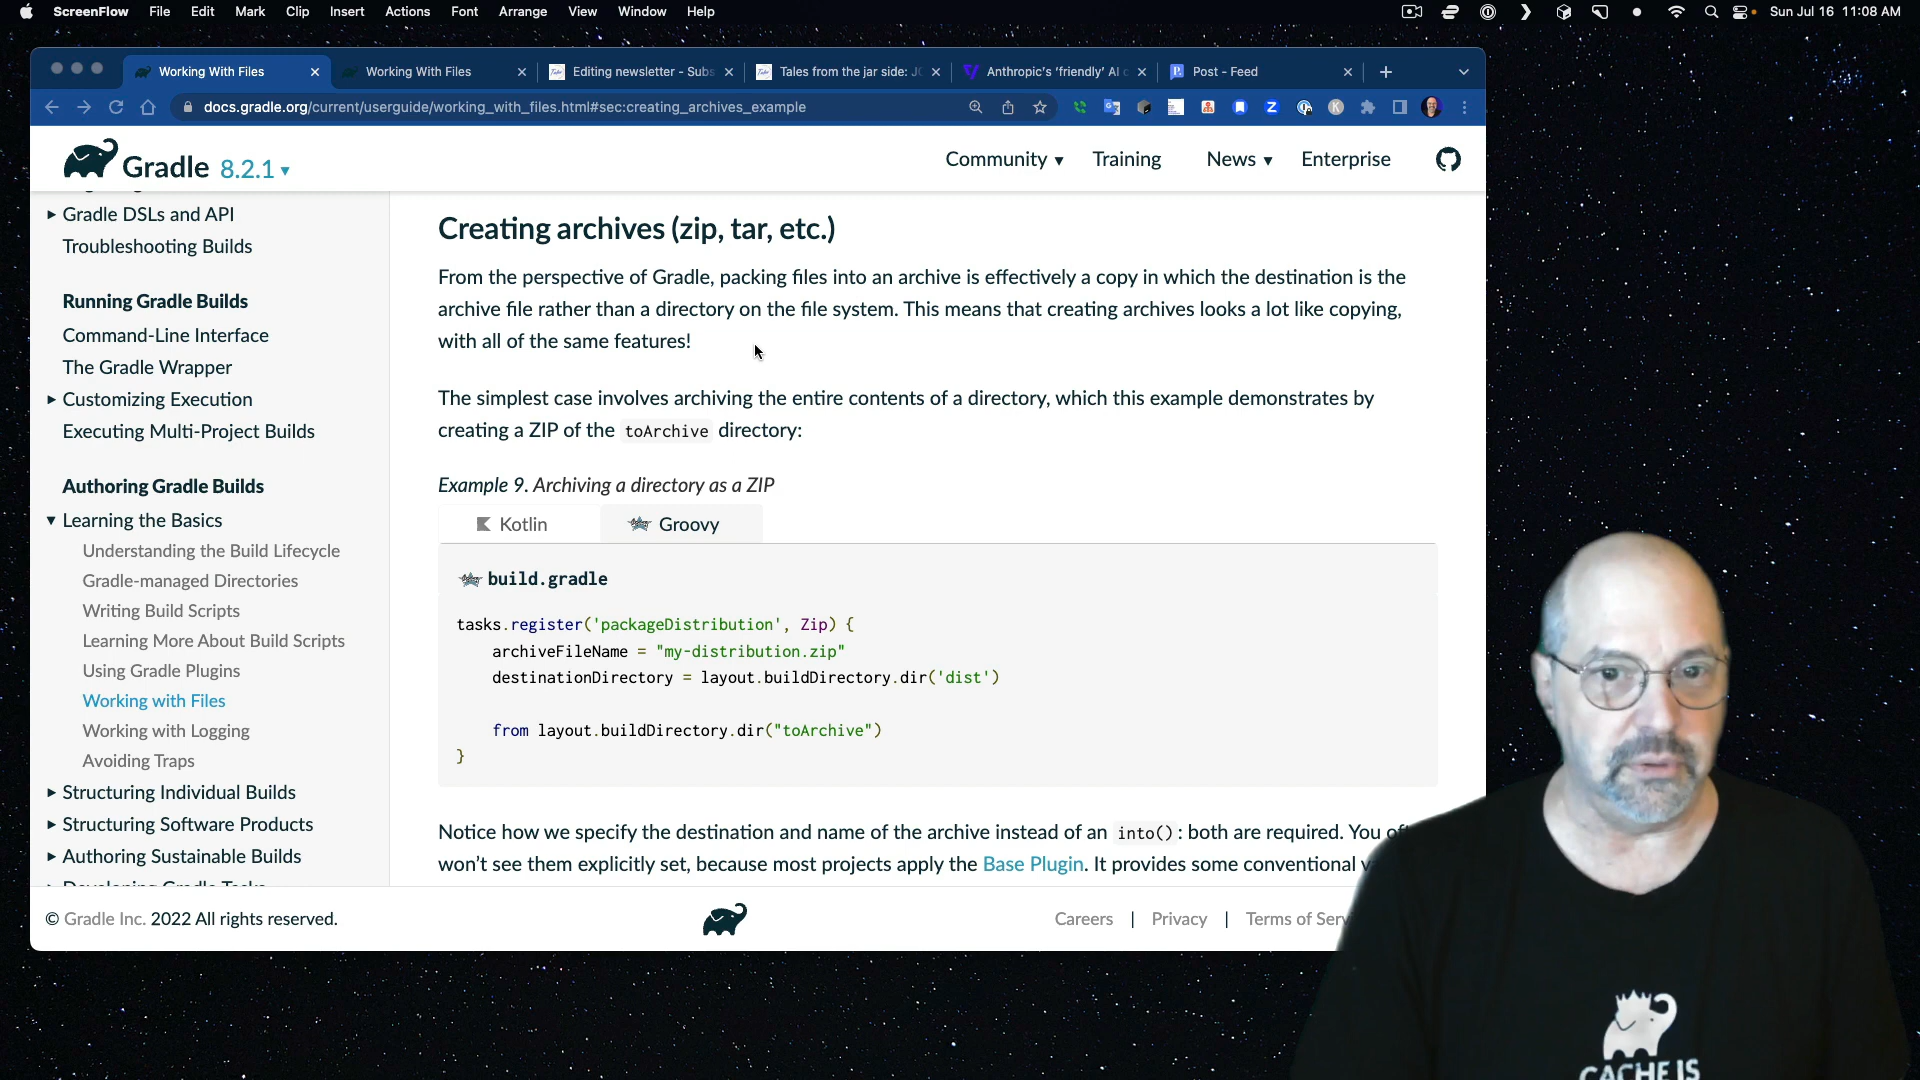 ScreenFlow File Edit Mark Clip Insert Actions Font Arrange View Window Help
Sun Jul 16 11:08 AM
Working With Files
Working With Files
Editing newsletter - Subs
Tales from the jar side: JC
Anthropic's 'friendly' AI c
Post - Feed
docs.gradle.org/current/userguide/working_with_files.html#sec:creating_archives_example
Gradle 8.2.1
Community
Training
News
Enterprise
Gradle DSLs and API
Troubleshooting Builds
Running Gradle Builds
Command-Line Interface
The Gradle Wrapper
Customizing Execution
Executing Multi-Project Builds
Authoring Gradle Builds
Learning the Basics
Understanding the Build Lifecycle
Gradle-managed Directories
Writing Build Scripts
Learning More About Build Scripts
Using Gradle Plugins
Working with Files
Working with Logging
Avoiding Traps
Structuring Individual Builds
Structuring Software Products
Authoring Sustainable Builds
Creating archives (zip, tar, etc.)
From the perspective of Gradle, packing files into an archive is effectively a copy in which the destination is the
archive file rather than a directory on the file system. This means that creating archives looks a lot like copying,
with all of the same features!
The simplest case involves archiving the entire contents of a directory, which this example demonstrates by
creating a ZIP of the toArchive directory:
Example 9. Archiving a directory as a ZIP
Kotlin
Groovy
build.gradle
tasks.register('packageDistribution', Zip) {
archiveFileName = "my-distribution.zip"
destinationDirectory = layout.buildDirectory.dir('dist')
from layout.buildDirectory.dir("toArchive")
}
Notice how we specify the destination and name of the archive instead of an into(): both are required. You
won't see them explicitly set, because most projects apply the Base Plugin. It provides some conventional
© Gradle Inc. 2022 All rights reserved.
Careers | Privacy | Terms of Serv
CACHE IS